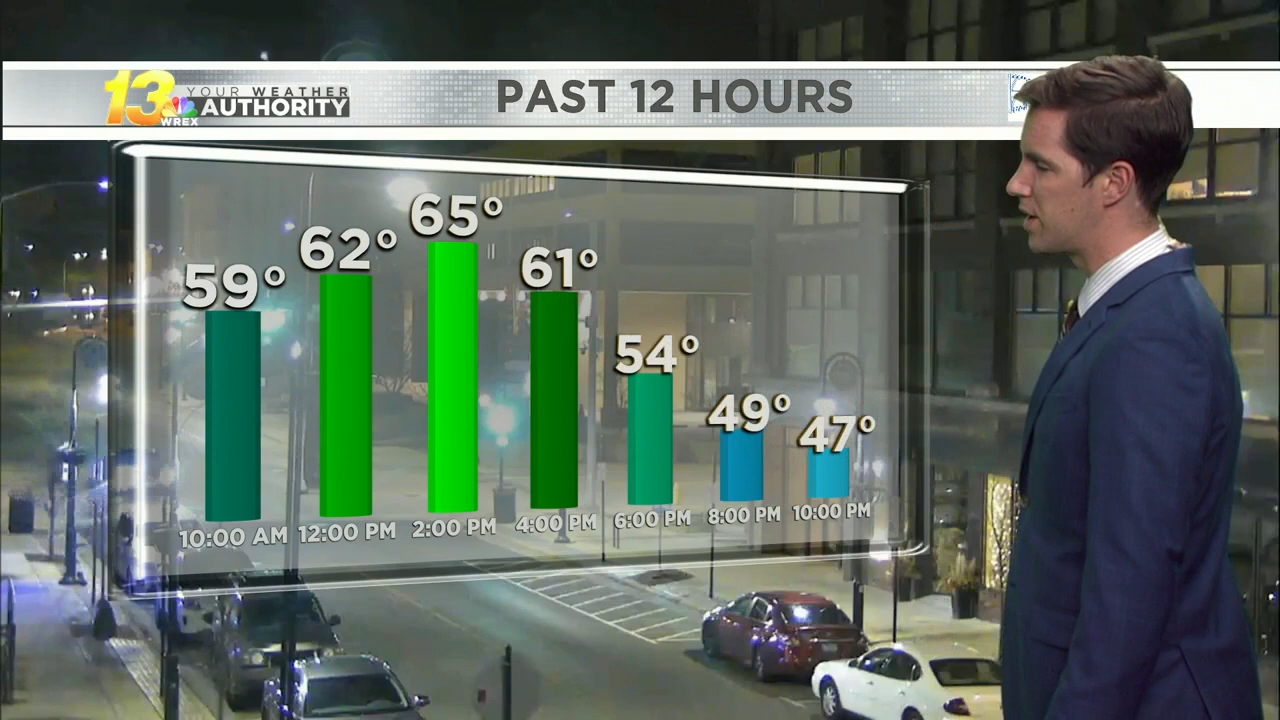 13
WREX
YOUR WEATHER
AUTHORITY
PAST 12 HOURS
59° 62° 65° 61° 54° 49° 47°
10:00 AM 12:00 PM 2:00 PM 4:00 PM 6:00 PM 8:00 PM 10:00 PM